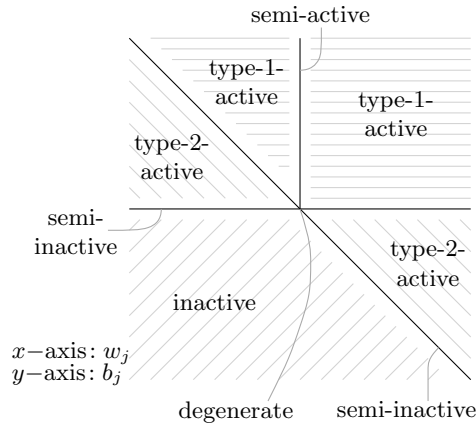 semi-active
type-1-
active
type-1-
active
type-2-
active
semi-
inactive
type-2-
active
inactive
x−axis: w_j
y−axis: b_j
degenerate
semi-inactive